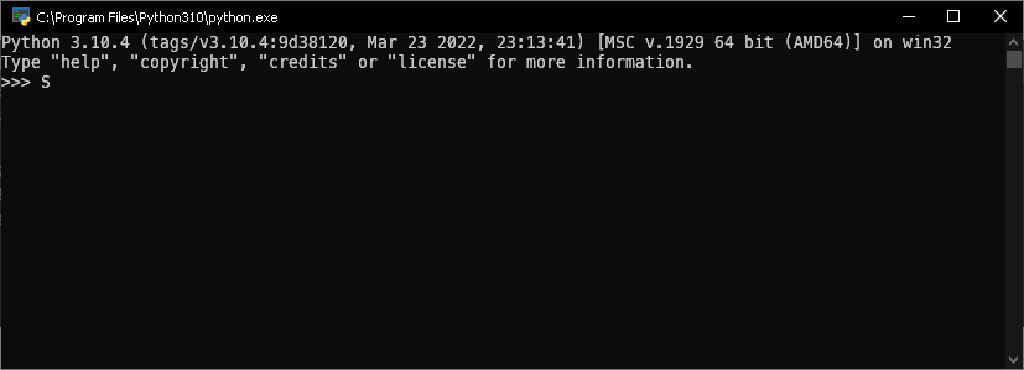 C:\Program Files\Python310\python.exe
Python 3.10.4 (tags/v3.10.4:9d38120, Mar 23 2022, 23:13:41) [MSC v.1929 64 bit (AMD64)] on win32
Type "help", "copyright", "credits" or "license" for more information.
>>> S